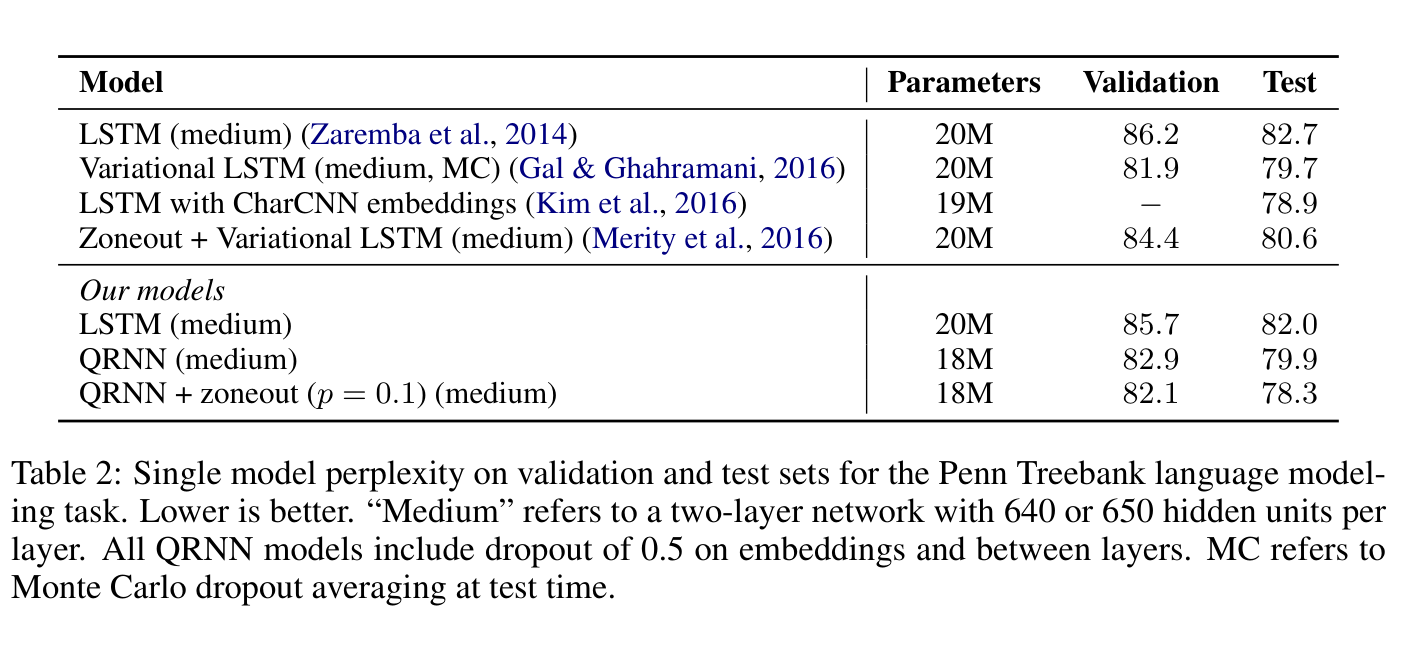 Model Parameters Validation Test
LSTM (medium) (Zaremba et al., 2014) 20M 86.2 82.7
Variational LSTM (medium, MC) (Gal & Ghahramani, 2016) 20M 81.9 79.7
LSTM with CharCNN embeddings (Kim et al., 2016) 19M − 78.9
Zoneout + Variational LSTM (medium) (Merity et al., 2016) 20M 84.4 80.6
Our models
LSTM (medium) 20M 85.7 82.0
QRNN (medium) 18M 82.9 79.9
QRNN + zoneout (p = 0.1) (medium) 18M 82.1 78.3
Table 2: Single model perplexity on validation and test sets for the Penn Treebank language model-
ing task. Lower is better. “Medium” refers to a two-layer network with 640 or 650 hidden units per
layer. All QRNN models include dropout of 0.5 on embeddings and between layers. MC refers to
Monte Carlo dropout averaging at test time.